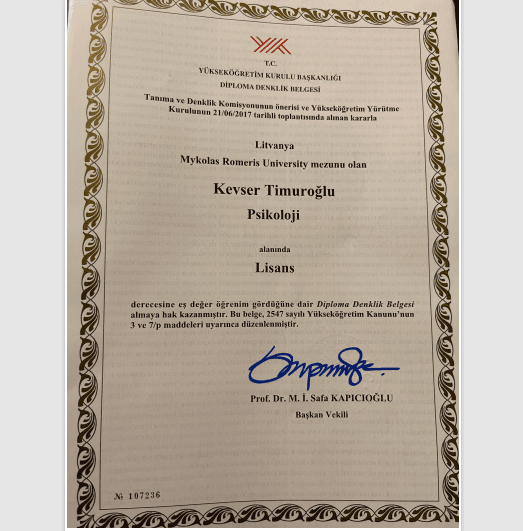 YÖK
T.C.
YÜKSEKÖĞRETİM KURULU BAŞKANLIĞI
DİPLOMA DENKLİK BELGESİ
Tanıma ve Denklik Komisyonunun önerisi ve Yükseköğretim Yürütme
Kurulunun 21/06/2017 tarihli toplantısında alınan kararla
Litvanya
Mykolas Romeris University mezunu olan
Kevser Timuroğlu
Psikoloji
alanında
Lisans
derecesine eş değer öğrenim gördüğüne dair Diploma Denklik Belgesi
almaya hak kazanmıştır. Bu belge, 2547 sayılı Yükseköğretim Kanunu'nun
3 ve 7/p maddeleri uyarınca düzenlenmiştir.
Prof. Dr. M. İ. Safa KAPICIOĞLU
Başkan Vekili
№ 107236